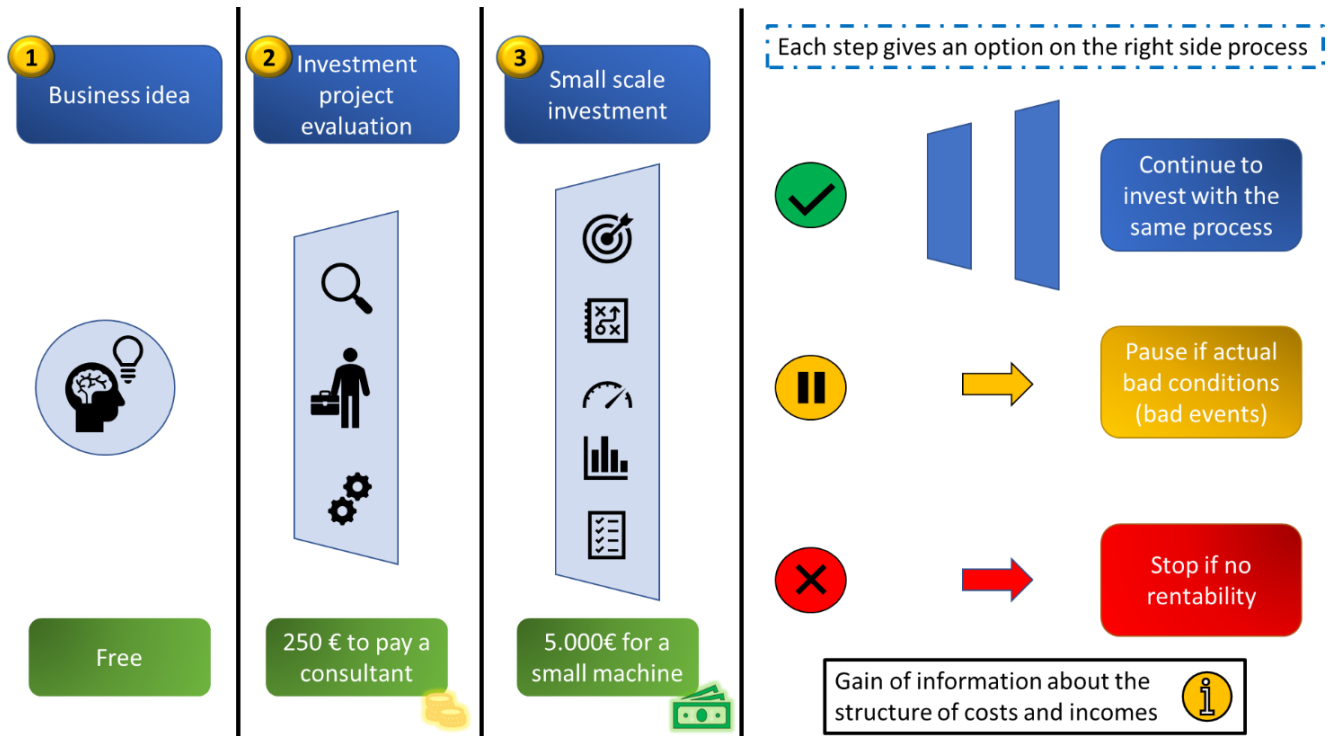 1
Business idea
Free
2
Investment
project
evaluation
250 € to pay a
consultant
3
Small scale
investment
5.000€ for a
small machine
Each step gives an option on the right side process
Continue to
invest with the
same process
Pause if actual
bad conditions
(bad events)
Stop if no
rentability
Gain of information about the
structure of costs and incomes
i